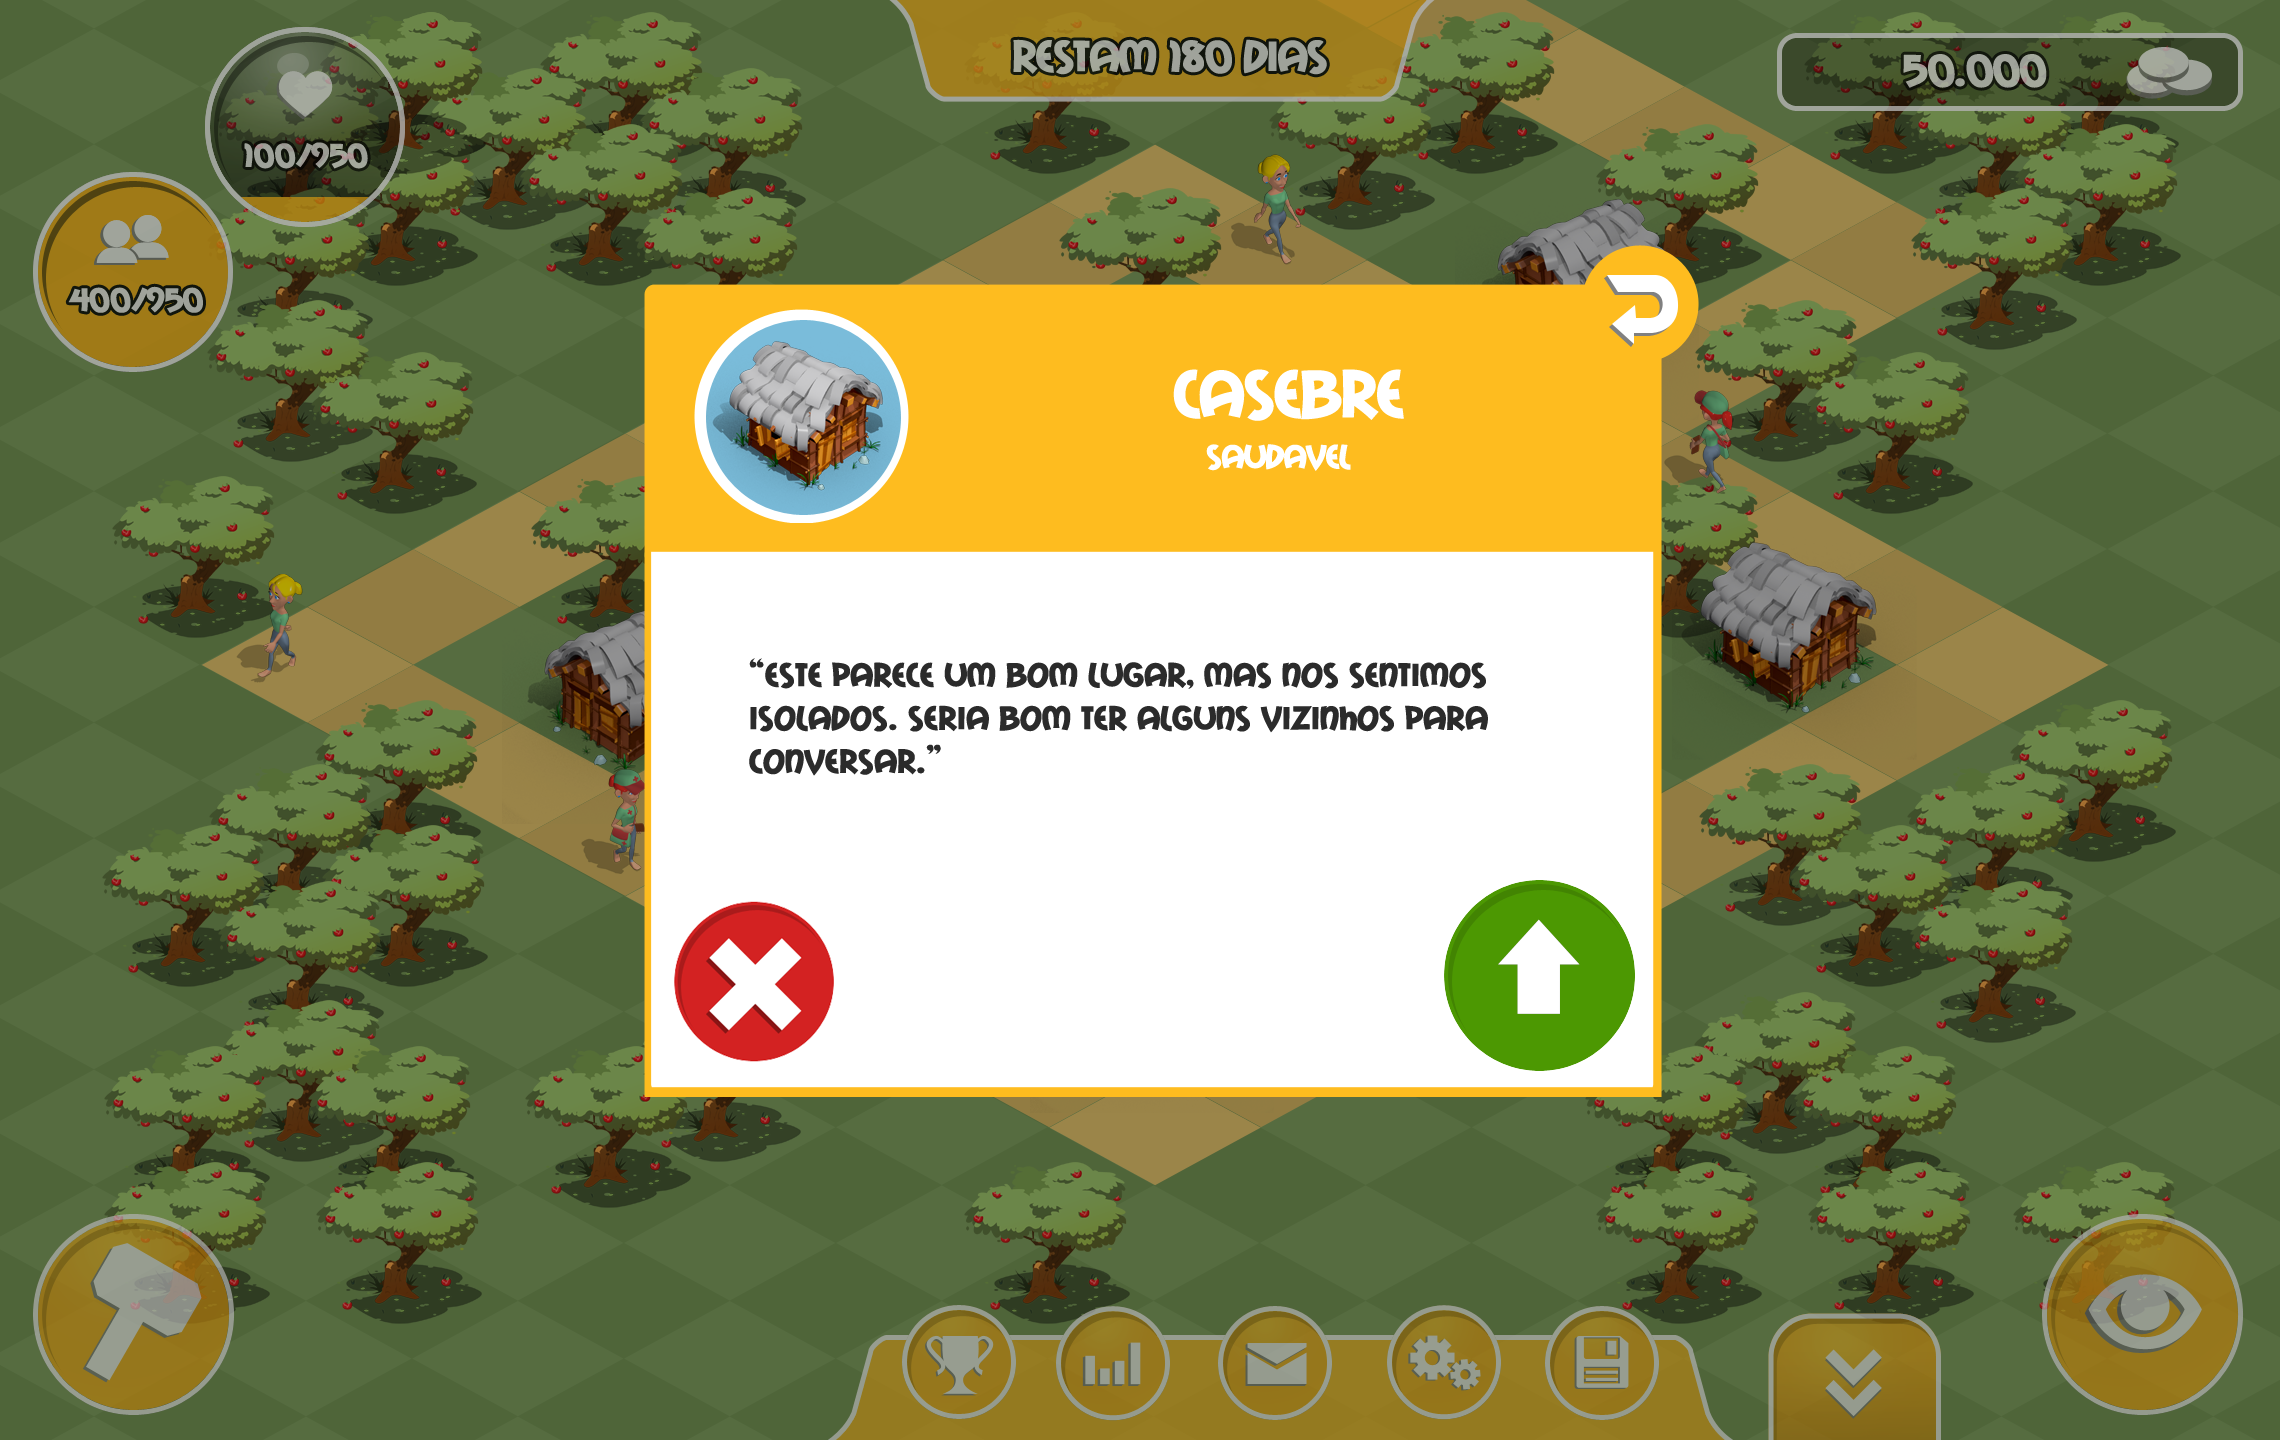 RESTAM 180 DIAS
50.000
100/950
400/950
CASEBRE
SAUDAVEL
“ESTE PARECE UM BOM LUGAR, MAS NOS SENTIMOS
ISOLADOS. SERIA BOM TER ALGUNS VIZINHOS PARA
CONVERSAR.”